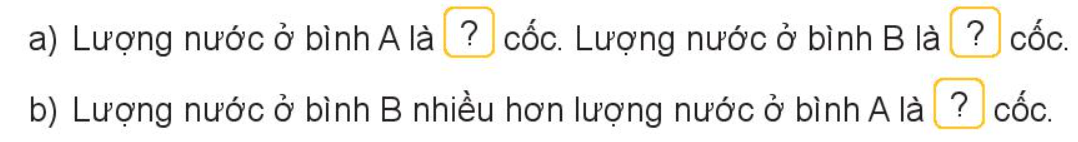 a) Lượng nước ở bình A là ? cốc. Lượng nước ở bình B là ? cốc.
b) Lượng nước ở bình B nhiều hơn lượng nước ở bình A là ? cốc.